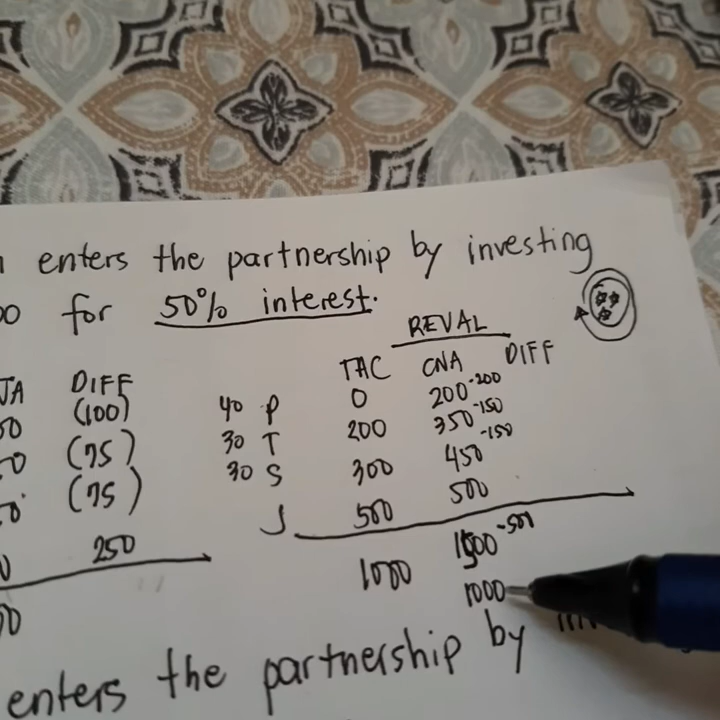 enters the partnership by investing
for 50% interest.
REVAL
DIFF TAC CNA DIFF
(100) 40 P 0 200 -200
(75) 30 T 200 350 -150
(75) 30 S 300 450 -150
J 500 500
250 1000 1500 -500
1000
enters the partnership by